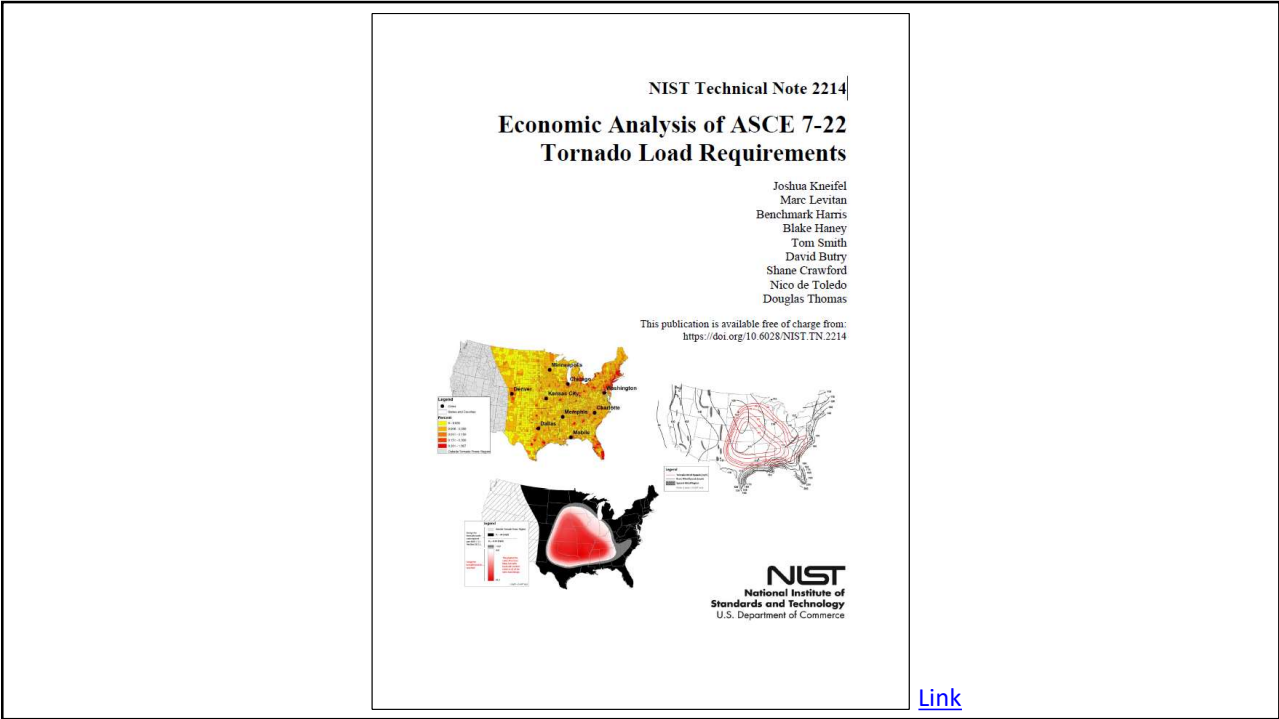 NIST Technical Note 2214
Economic Analysis of ASCE 7-22
Tornado Load Requirements
Joshua Kneifel
Marc Levitan
Benchmark Harris
Blake Haney
Tom Smith
David Butry
Shane Crawford
Nico de Toledo
Douglas Thomas
This publication is available free of charge from:
https://doi.org/10.6028/NIST.TN.2214
Minneapolis
Chicago
Denver
Washington
Kansas City
Memphis
Charlotte
Dallas
Mobile
Legend
Legend
Legend
NIST
National Institute of
Standards and Technology
U.S. Department of Commerce
Link